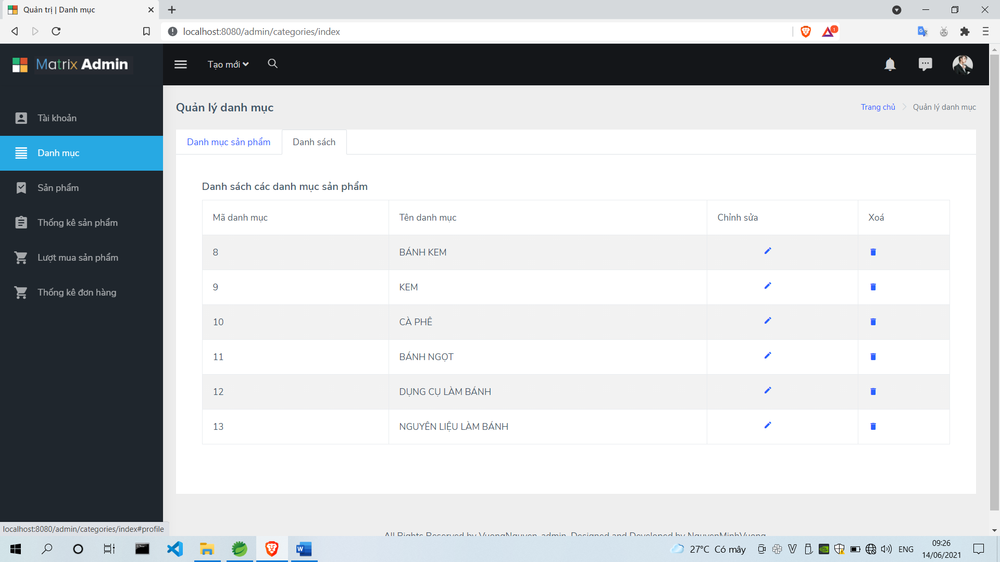 Quản trị | Danh mục
localhost:8080/admin/categories/index
1
Matrix Admin
Tạo mới
Tài khoản
Danh mục
Sản phẩm
Thống kê sản phẩm
Lượt mua sản phẩm
Thống kê đơn hàng
Quản lý danh mục
Trang chủ > Quản lý danh mục
Danh mục sản phẩm
Danh sách
Danh sách các danh mục sản phẩm
Mã danh mục Tên danh mục Chỉnh sửa Xoá
8 BÁNH KEM
9 KEM
10 CÀ PHÊ
11 BÁNH NGỌT
12 DỤNG CỤ LÀM BÁNH
13 NGUYÊN LIỆU LÀM BÁNH
All Rights Reserved by VuongNguyen-admin. Designed and Developed by NguyenMinhVuong
localhost:8080/admin/categories/index#profile
27°C Có mây
ENG
09:26
14/06/2021